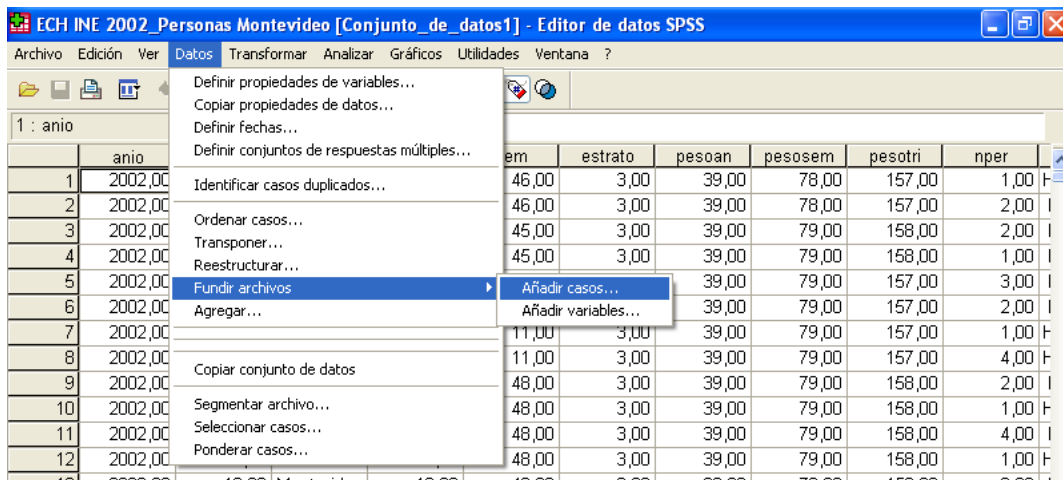 ECH INE 2002_Personas Montevideo [Conjunto_de_datos1] - Editor de datos SPSS
Archivo Edición Ver Datos Transformar Analizar Gráficos Utilidades Ventana ?
Definir propiedades de variables...
Copiar propiedades de datos...
Definir fechas...
Definir conjuntos de respuestas múltiples...
Identificar casos duplicados...
Ordenar casos...
Transponer...
Reestructurar...
Fundir archivos
Añadir casos...
Añadir variables...
Agregar...
Copiar conjunto de datos
Segmentar archivo...
Seleccionar casos...
Ponderar casos...
1 : anio
anio em estrato pesoan pesosem pesotri nper
1 2002,00 46,00 3,00 39,00 78,00 157,00 1,00 H
2 2002,00 46,00 3,00 39,00 78,00 157,00 2,00
3 2002,00 45,00 3,00 39,00 79,00 158,00 2,00
4 2002,00 45,00 3,00 39,00 79,00 158,00 1,00
5 2002,00 39,00 79,00 157,00 3,00
6 2002,00 39,00 79,00 157,00 2,00
7 2002,00 11,00 3,00 39,00 79,00 157,00 1,00 H
8 2002,00 11,00 3,00 39,00 79,00 157,00 4,00 H
9 2002,00 48,00 3,00 39,00 79,00 158,00 2,00
10 2002,00 48,00 3,00 39,00 79,00 158,00 1,00 H
11 2002,00 48,00 3,00 39,00 79,00 158,00 4,00
12 2002,00 48,00 3,00 39,00 79,00 158,00 1,00 H